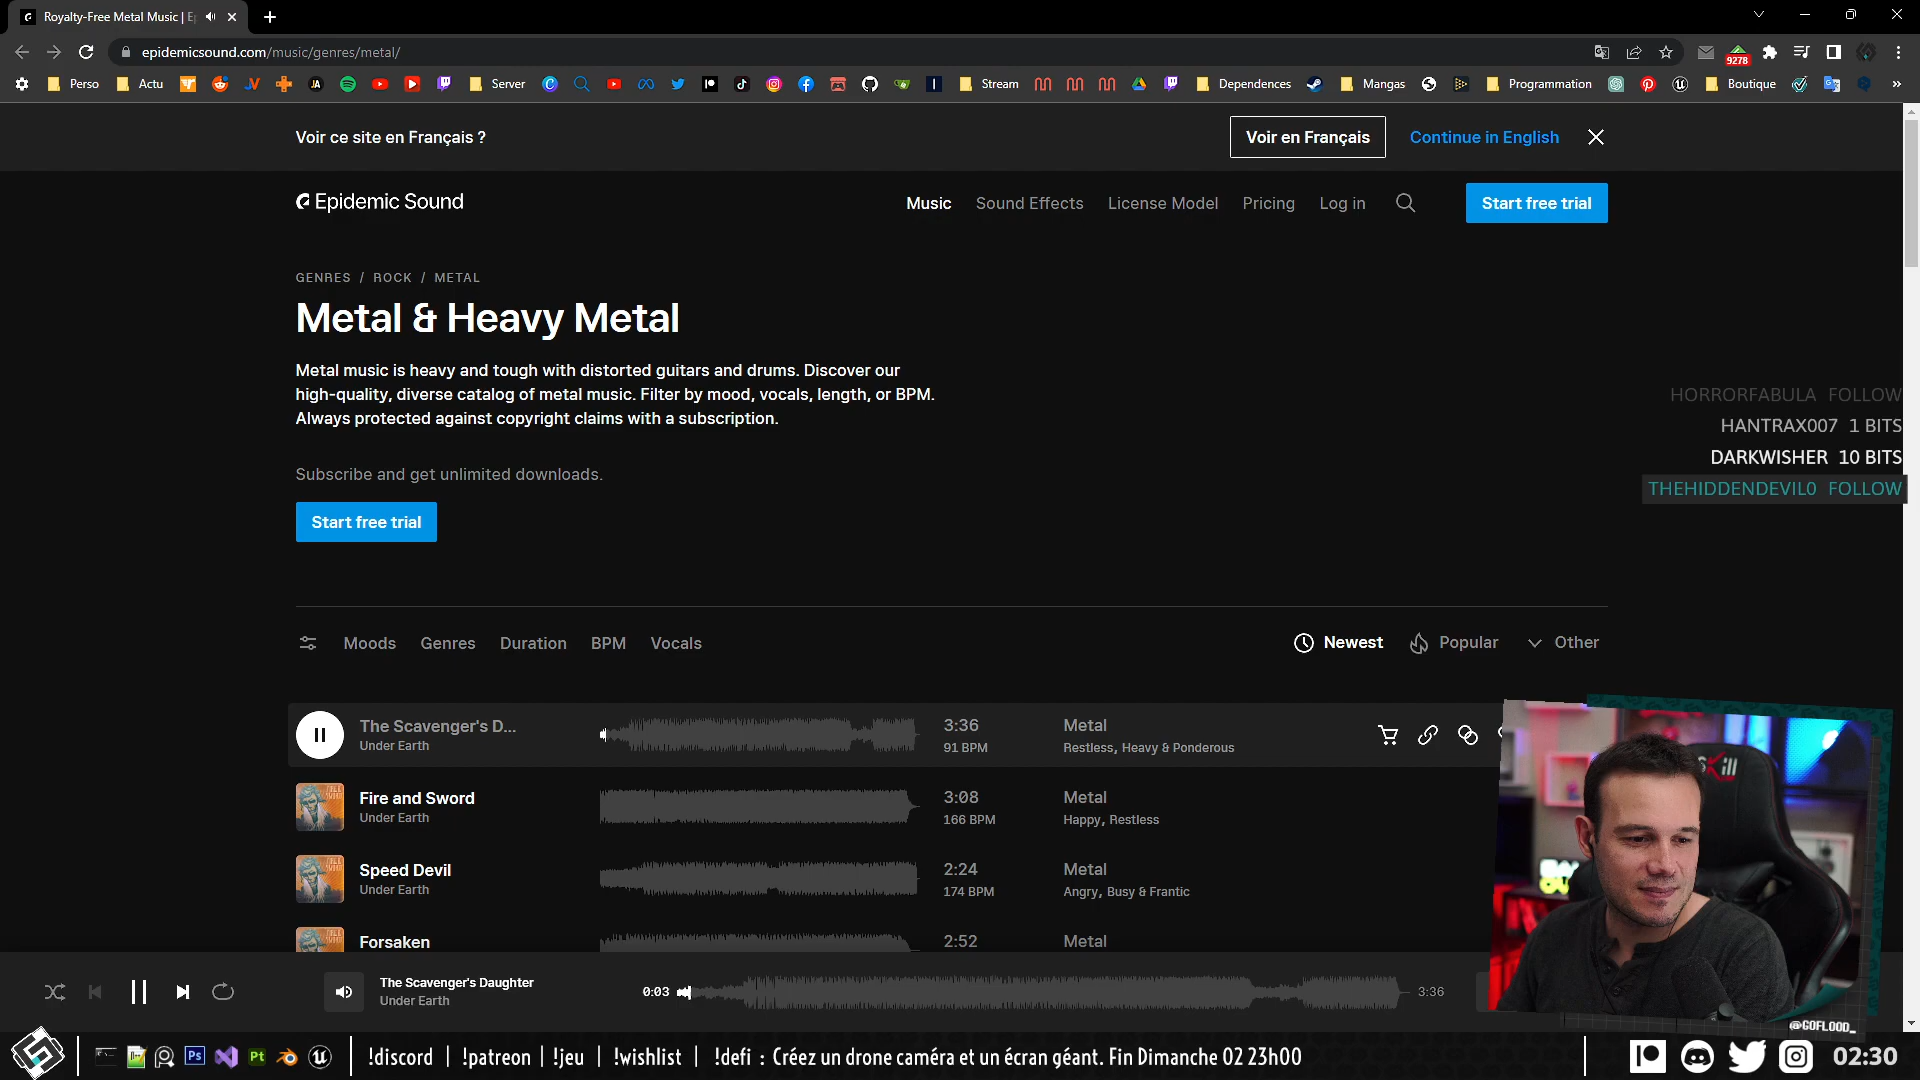 Royalty-Free Metal Music | E
epidemicsound.com/music/genres/metal/
9278
Perso
Actu
Server
Stream
Dependences
Mangas
Programmation
Boutique
Voir ce site en Français ?
Voir en Français
Continue in English
Epidemic Sound
Music
Sound Effects
License Model
Pricing
Log in
Start free trial
GENRES / ROCK / METAL
Metal & Heavy Metal
Metal music is heavy and tough with distorted guitars and drums. Discover our
high-quality, diverse catalog of metal music. Filter by mood, vocals, length, or BPM.
Always protected against copyright claims with a subscription.
HORRORFABULA FOLLOW
HANTRAX007 1 BITS
DARKWISHER 10 BITS
THEHIDDENDEVIL0 FOLLOW
Subscribe and get unlimited downloads.
Start free trial
Moods
Genres
Duration
BPM
Vocals
Newest
Popular
Other
The Scavenger's D...
Under Earth
3:36
91 BPM
Metal
Restless, Heavy & Ponderous
Fire and Sword
Under Earth
3:08
166 BPM
Metal
Happy, Restless
Speed Devil
Under Earth
2:24
174 BPM
Metal
Angry, Busy & Frantic
Forsaken
2:52
Metal
The Scavenger's Daughter
Under Earth
0:03
3:36
@GOFLOOD_
Ps
Pt
!discord | !patreon | !jeu | !wishlist | !defi : Créez un drone caméra et un écran géant. Fin Dimanche 02 23h00
02:30